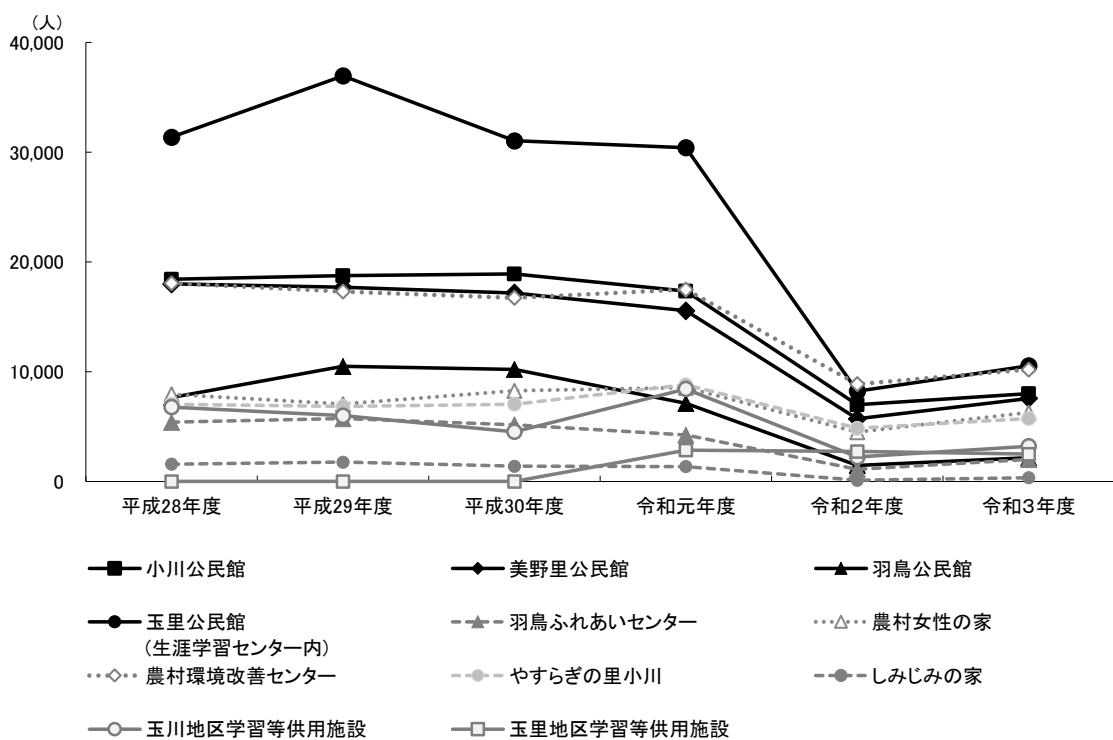 (人)
40,000
30,000
20,000
10,000
0
平成28年度 平成29年度 平成30年度 令和元年度 令和2年度 令和3年度
小川公民館 美野里公民館 羽鳥公民館
玉里公民館 羽鳥ふれあいセンター 農村女性の家
(生涯学習センター内)
農村環境改善センター やすらぎの里小川 しみじみの家
玉川地区学習等供用施設 玉里地区学習等供用施設